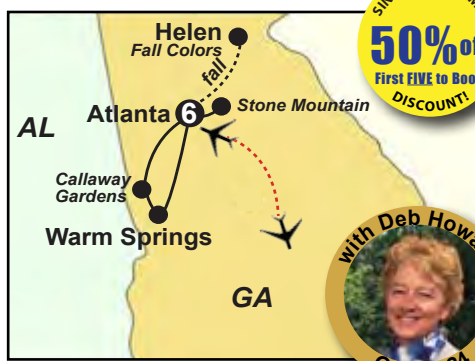 Helen
Fall Colors
fall
Atlanta 6
Stone Mountain
AL
Callaway
Gardens
Warm Springs
GA
50%
First FIVE to
DISCOUNT!
with Deb